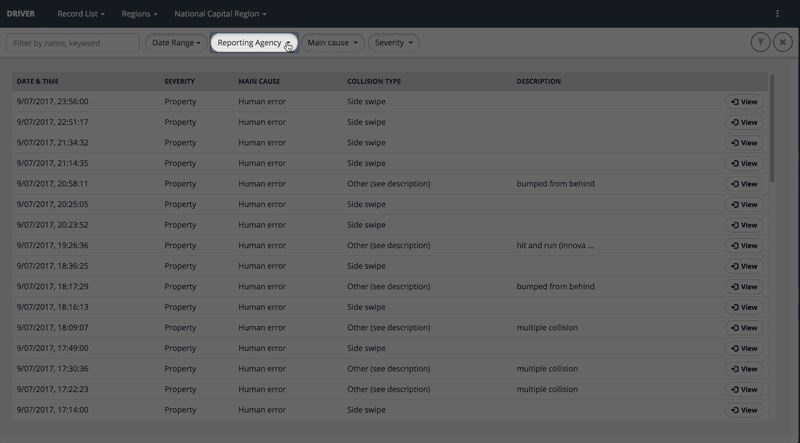 DRIVER Record List Regions National Capital Region
Filter by name, keyword Date Range Reporting Agency Main cause Severity
DATE & TIME SEVERITY MAIN CAUSE COLLISION TYPE DESCRIPTION
9/07/2017, 23:56:00 Property Human error Side swipe View
9/07/2017, 22:51:17 Property Human error Side swipe View
9/07/2017, 21:34:32 Property Human error Side swipe View
9/07/2017, 21:14:35 Property Human error Side swipe View
9/07/2017, 20:58:11 Property Human error Other (see description) bumped from behind View
9/07/2017, 20:25:05 Property Human error Side swipe View
9/07/2017, 20:23:52 Property Human error Side swipe View
9/07/2017, 19:26:36 Property Human error Other (see description) hit and run (innova ... View
9/07/2017, 18:36:25 Property Human error Side swipe View
9/07/2017, 18:17:29 Property Human error Other (see description) bumped from behind View
9/07/2017, 18:16:13 Property Human error Side swipe View
9/07/2017, 18:09:07 Property Human error Other (see description) multiple collision View
9/07/2017, 17:49:00 Property Human error Side swipe View
9/07/2017, 17:30:36 Property Human error Other (see description) multiple collision View
9/07/2017, 17:22:23 Property Human error Other (see description) multiple collision View
9/07/2017, 17:14:00 Property Human error Side swipe View